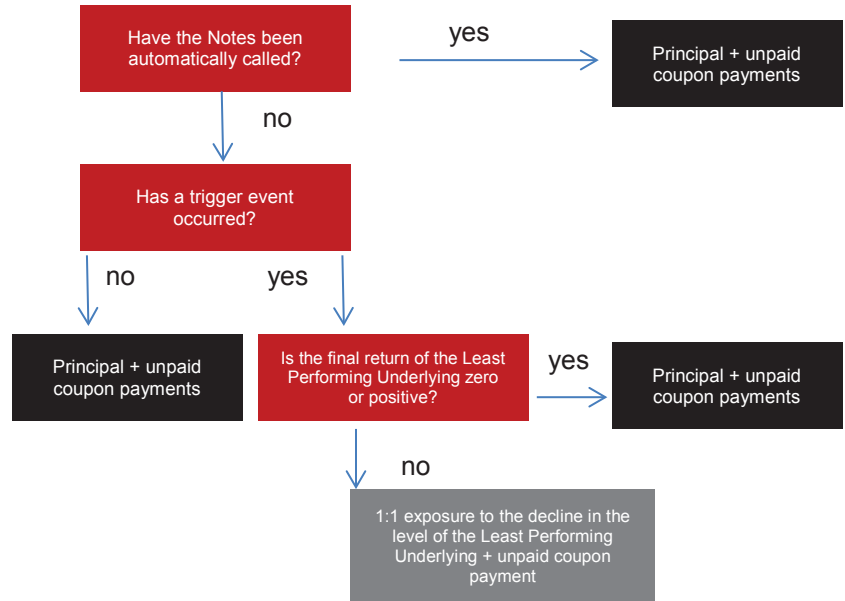 Have the Notes been
automatically called?
yes
Principal + unpaid
coupon payments
no
Has a trigger event
occurred?
no
yes
Principal + unpaid
coupon payments
Is the final return of the Least
Performing Underlying zero
or positive?
yes
Principal + unpaid
coupon payments
no
1:1 exposure to the decline in the
level of the Least Performing
Underlying + unpaid coupon
payment